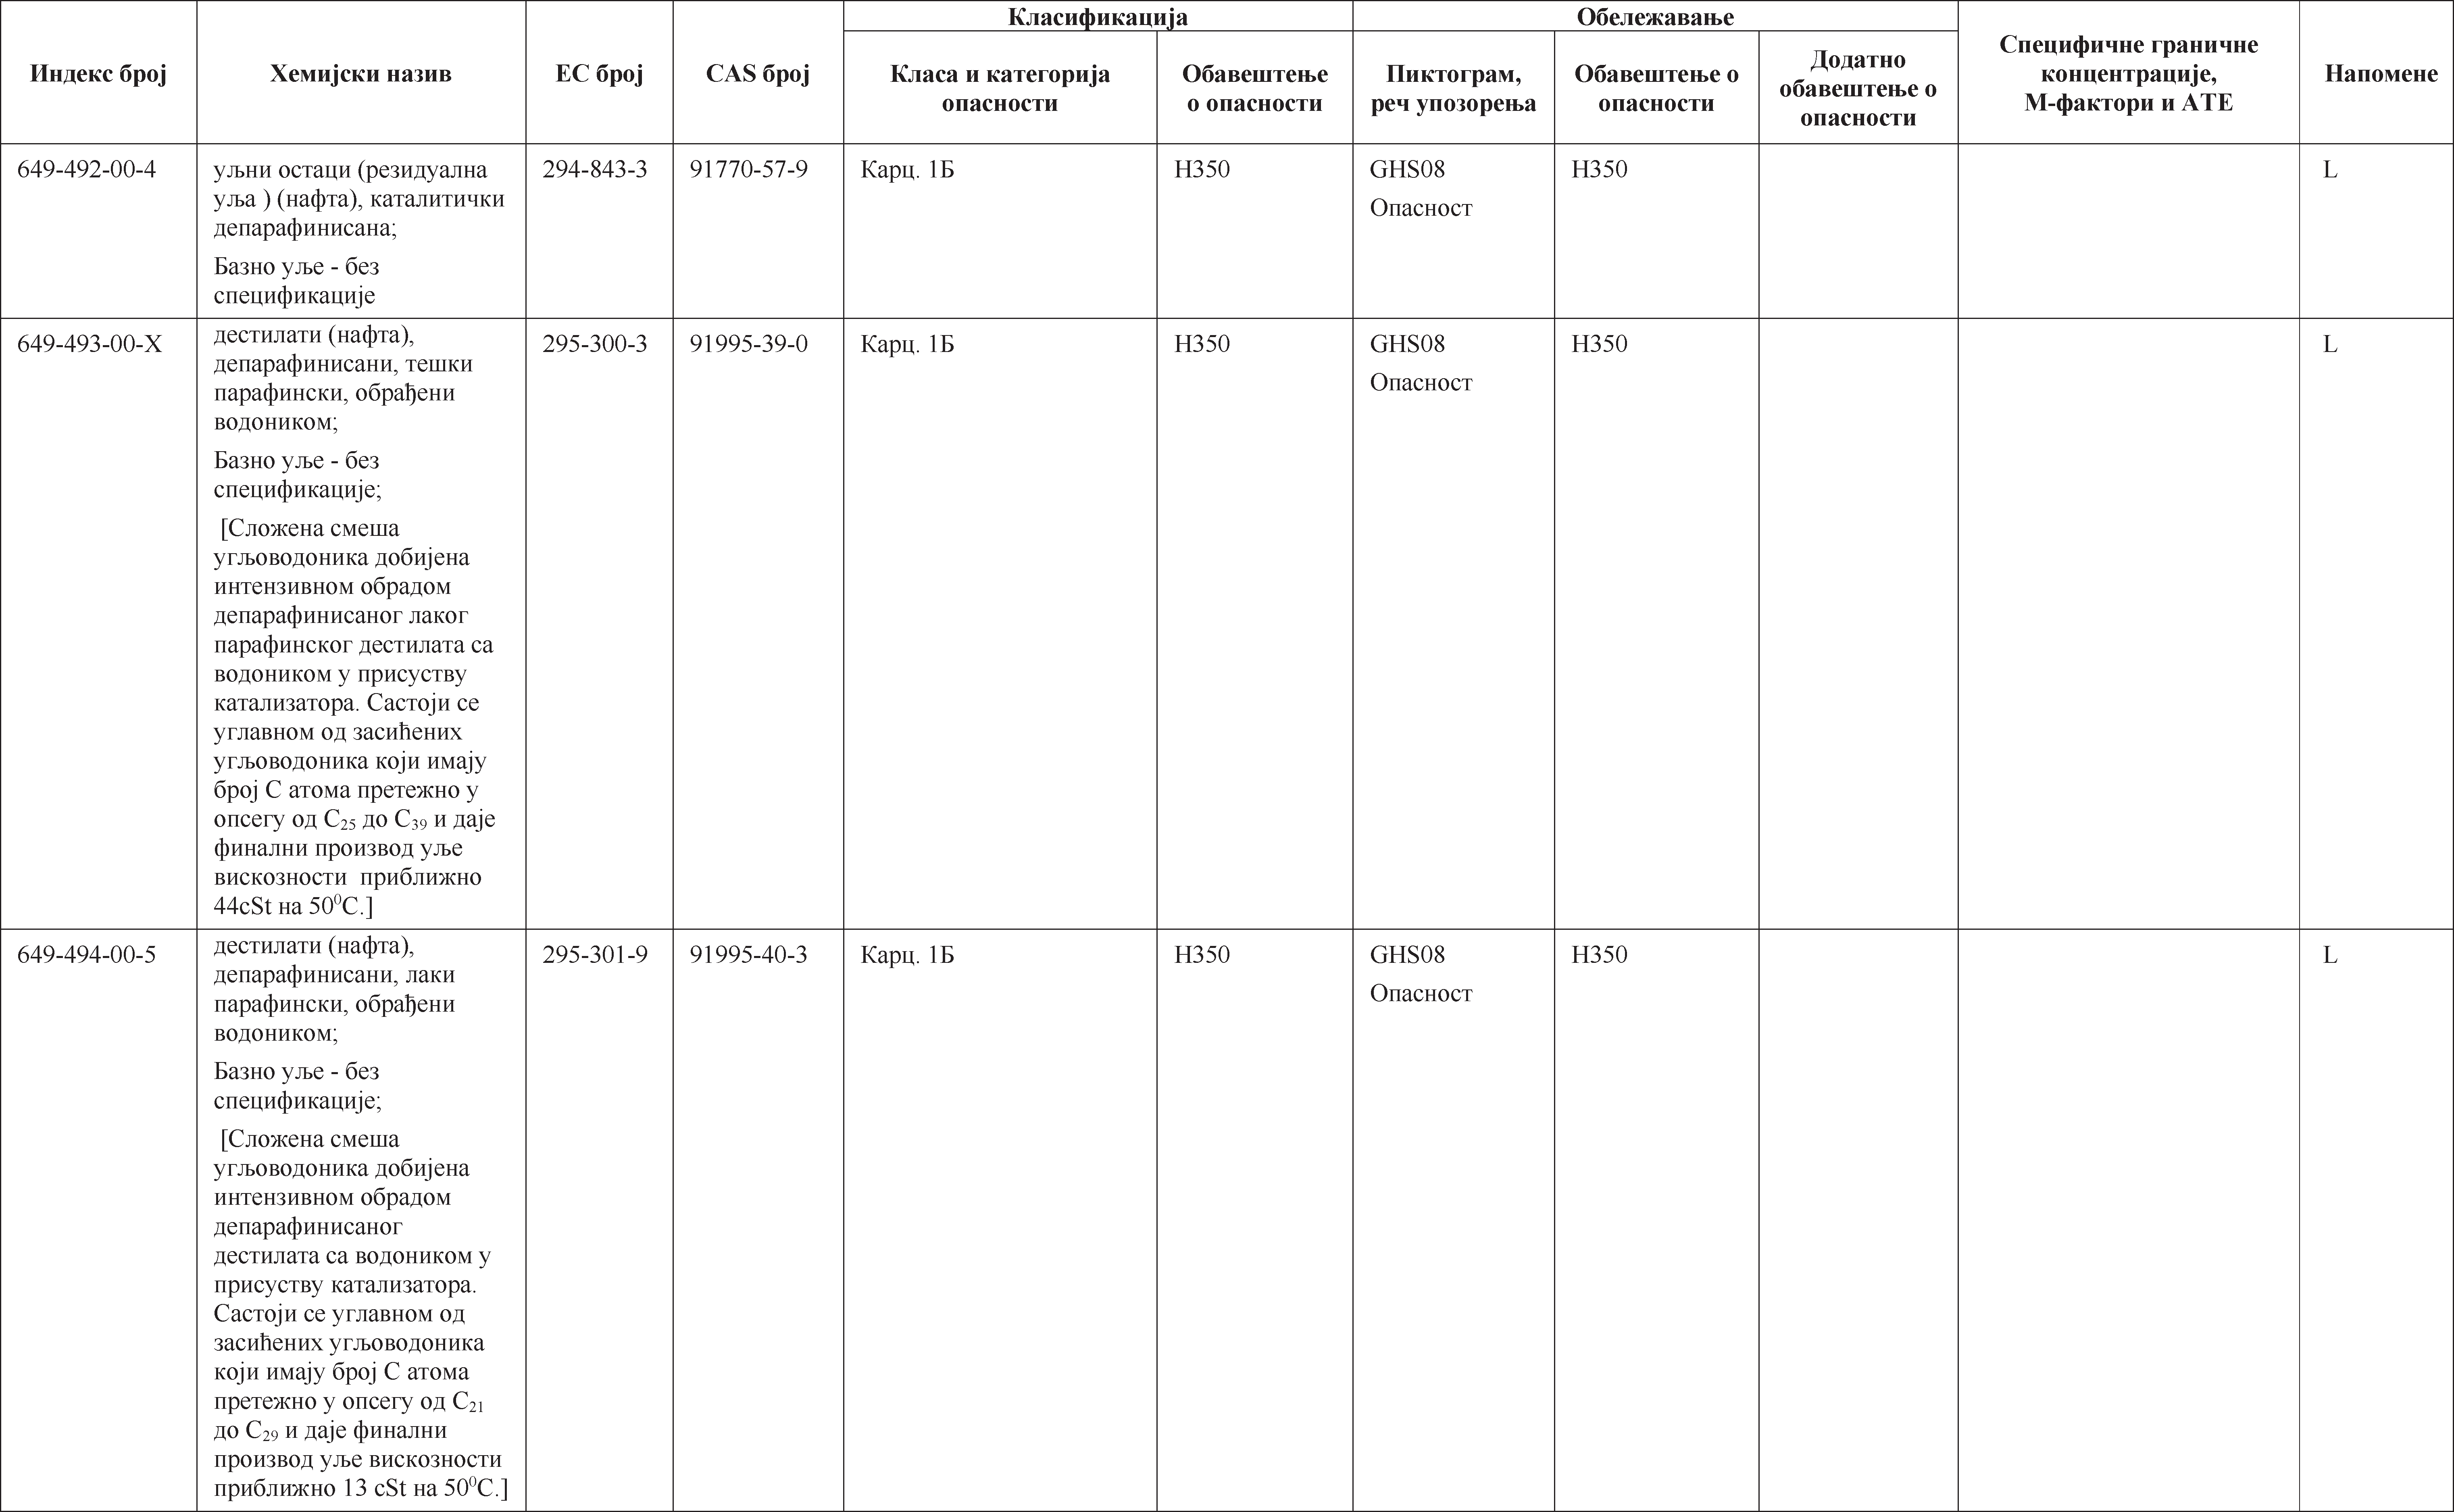 Класификација
Обележавање
Индекс број
Хемијски назив
ЕС број
CAS број
Класа и категорија
опасности
Обавештење
о опасности
Пиктограм,
реч упозорења
Обавештење о
опасности
Додатно
обавештење о
опасности
Специфичне граничне
концентрације,
М-фактори и АТЕ
Напомене
649-492-00-4
уљни остаци (резидуална
уља ) (нафта), каталитички
депарафинисана;
Базно уље - без
спецификације
294-843-3
91770-57-9
Карц. 1Б
H350
GHS08
Опасност
H350
L
649-493-00-X
дестилати (нафта),
депарафинисани, тешки
парафински, обрађени
водоником;
Базно уље - без
спецификације;
[Сложена смеша
угљоводоника добијена
интензивном обрадом
депарафинисаног лаког
парафинског дестилата са
водоником у присуству
катализатора. Састоји се
углавном од засићених
угљоводоника који имају
број С атома претежно у
опсегу од C₂₅ до C₃₉ и даје
финални производ уље
вискозности  приближно
44cSt на 50⁰C.]
295-300-3
91995-39-0
Карц. 1Б
H350
GHS08
Опасност
H350
L
649-494-00-5
дестилати (нафта),
депарафинисани, лаки
парафински, обрађени
водоником;
Базно уље - без
спецификације;
[Сложена смеша
угљоводоника добијена
интензивном обрадом
депарафинисаног
дестилата са водоником у
присуству катализатора.
Састоји се углавном од
засићених угљоводоника
који имају број С атома
претежно у опсегу од C₂₁
до C₂₉ и даје финални
производ уље вискозности
приближно 13 cSt на 50⁰C.]
295-301-9
91995-40-3
Карц. 1Б
H350
GHS08
Опасност
H350
L